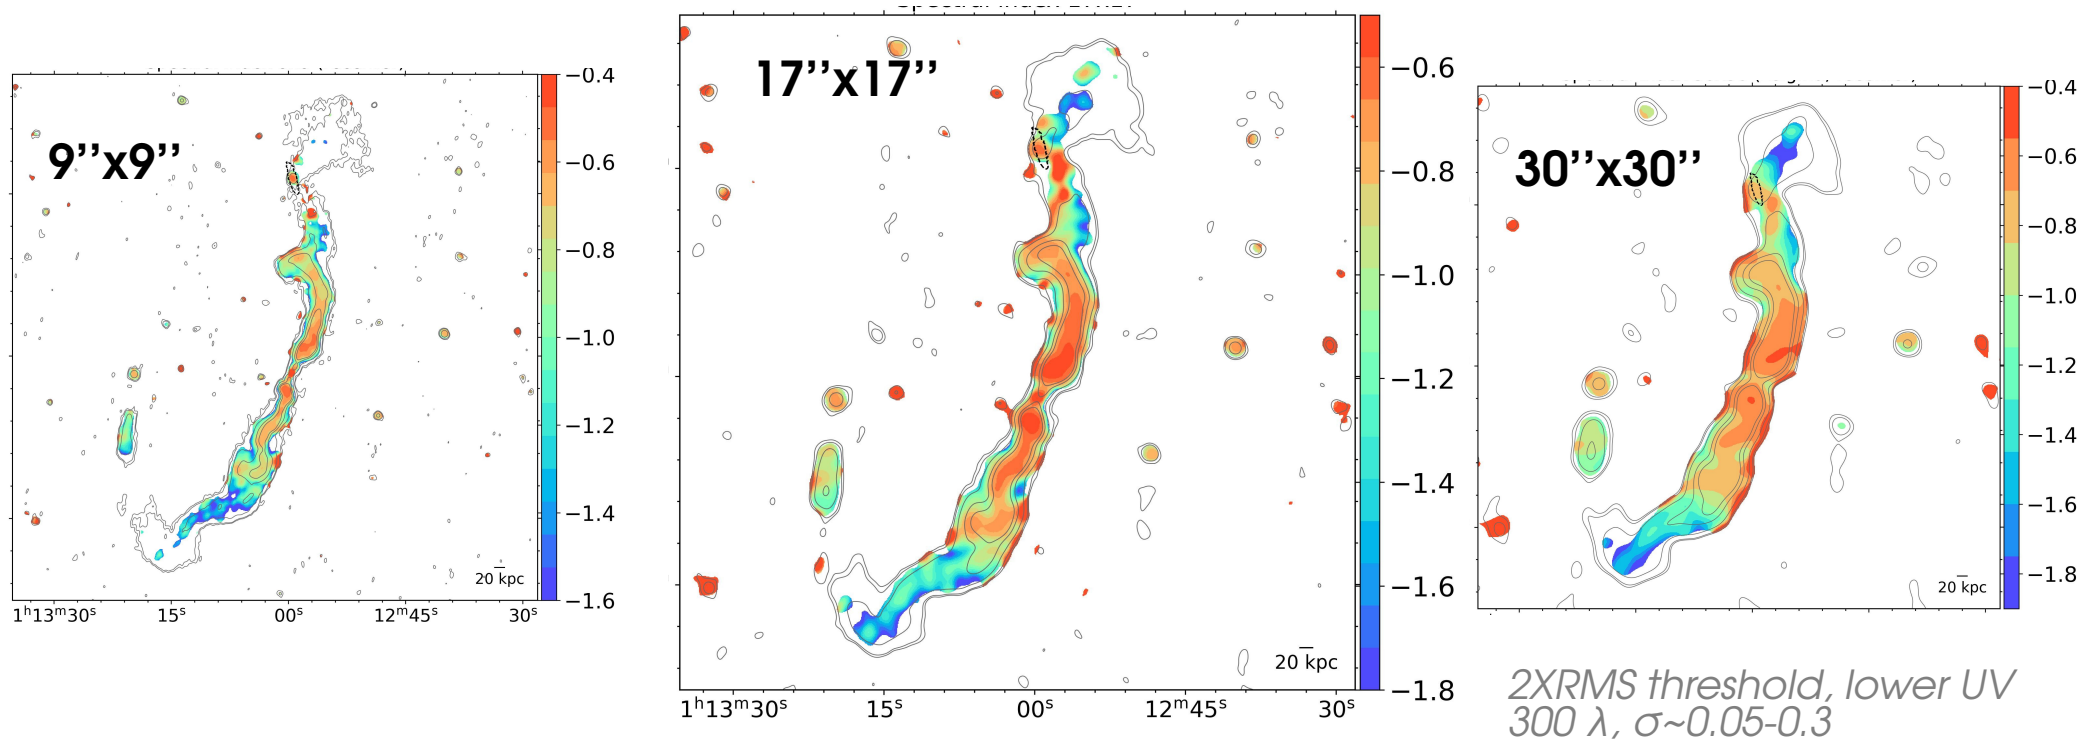 9’’x9’’
−0.4
−0.6
−0.8
−1.0
−1.2
−1.4
−1.6
20 kpc
1ʰ13ᵐ30ˢ 15ˢ 00ˢ 12ᵐ45ˢ 30ˢ
17’’x17’’
−0.6
−0.8
−1.0
−1.2
−1.4
−1.6
−1.8
20 kpc
1ʰ13ᵐ30ˢ 15ˢ 00ˢ 12ᵐ45ˢ 30ˢ
30’’x30’’
−0.4
−0.6
−0.8
−1.0
−1.2
−1.4
−1.6
−1.8
20 kpc
2XRMS threshold, lower UV
300 λ, σ~0.05-0.3